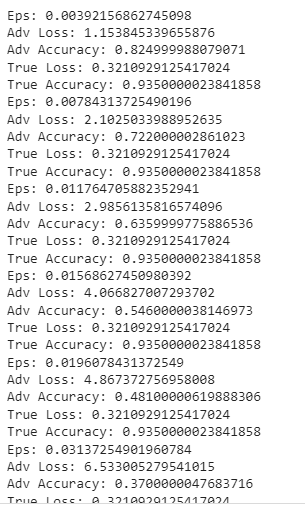 Eps: 0.00392156862745098
Adv Loss: 1.153845339655876
Adv Accuracy: 0.824999988079071
True Loss: 0.3210929125417024
True Accuracy: 0.9350000023841858
Eps: 0.00784313725490196
Adv Loss: 2.1025033988952635
Adv Accuracy: 0.722000002861023
True Loss: 0.3210929125417024
True Accuracy: 0.9350000023841858
Eps: 0.011764705882352941
Adv Loss: 2.9856135816574096
Adv Accuracy: 0.6359999775886536
True Loss: 0.3210929125417024
True Accuracy: 0.9350000023841858
Eps: 0.01568627450980392
Adv Loss: 4.066827007293702
Adv Accuracy: 0.5460000038146973
True Loss: 0.3210929125417024
True Accuracy: 0.9350000023841858
Eps: 0.0196078431372549
Adv Loss: 4.867372756958008
Adv Accuracy: 0.48100000619888306
True Loss: 0.3210929125417024
True Accuracy: 0.9350000023841858
Eps: 0.03137254901960784
Adv Loss: 6.533005279541015
Adv Accuracy: 0.3700000047683716
True Loss: 0.3210929125417024